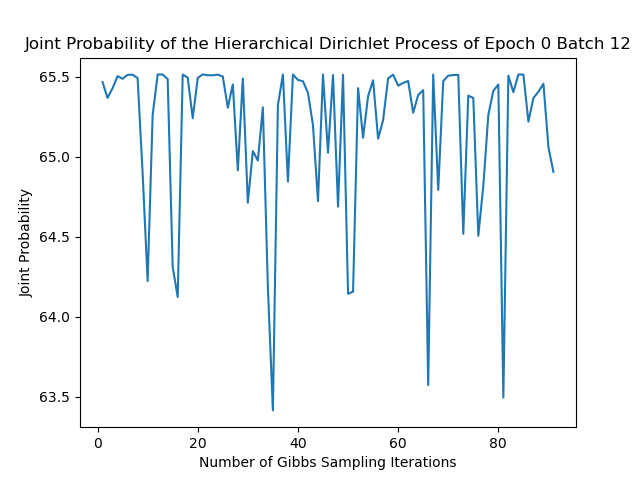 Joint Probability of the Hierarchical Dirichlet Process of Epoch 0 Batch 12
65.5
65.0
64.5
64.0
63.5
Joint Probability
0 20 40 60 80
Number of Gibbs Sampling Iterations